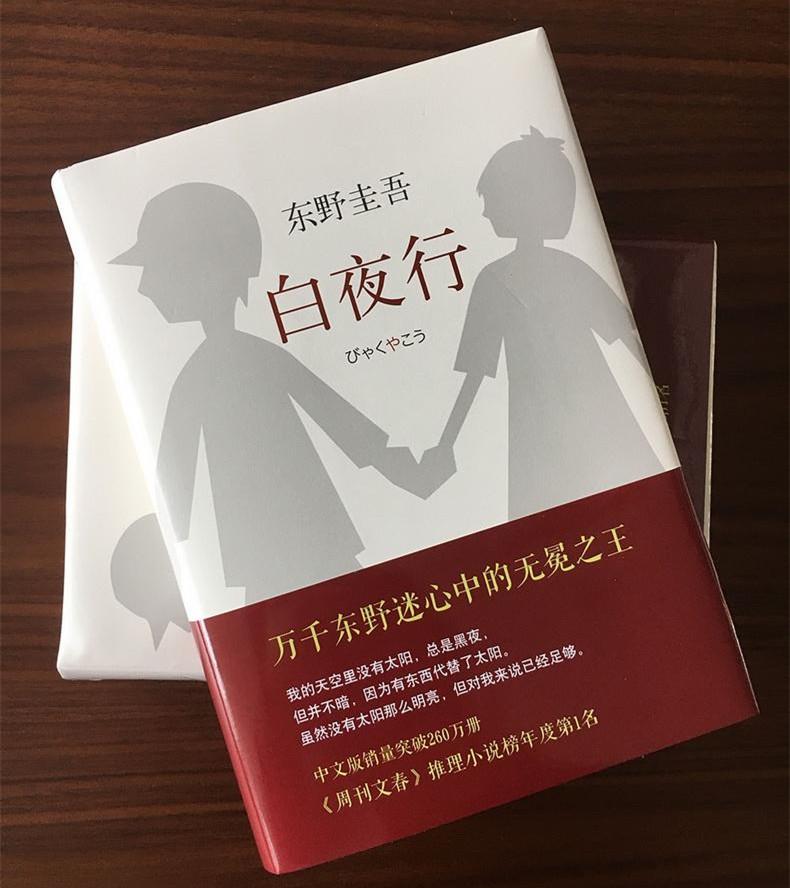 东野圭吾
白夜行
びゃくやこう
万千东野迷心中的无冕之王
我的天空里没有太阳，总是黑夜，
但并不暗，因为有东西代替了太阳。
虽然没有太阳那么明亮，但对我来说已经足够。
中文版销量突破260万册
《周刊文春》推理小说榜年度第1名